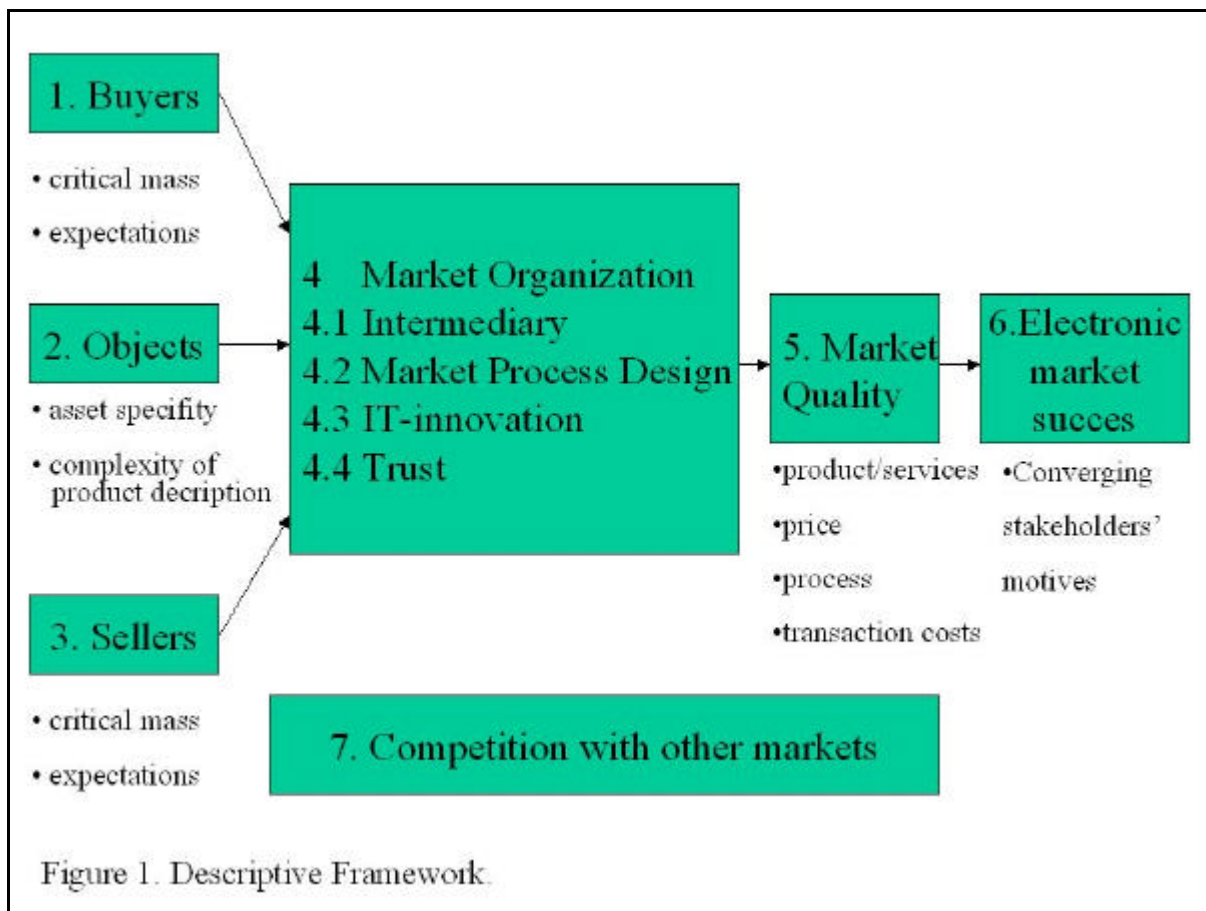 1. Buyers
• critical mass
• expectations
2. Objects
• asset specifity
• complexity of
product decription
3. Sellers
• critical mass
• expectations
4 Market Organization
4.1 Intermediary
4.2 Market Process Design
4.3 IT-innovation
4.4 Trust
5. Market
Quality
•product/services
•price
•process
•transaction costs
6.Electronic
market
succes
•Converging
stakeholders’
motives
7. Competition with other markets
Figure 1. Descriptive Framework.